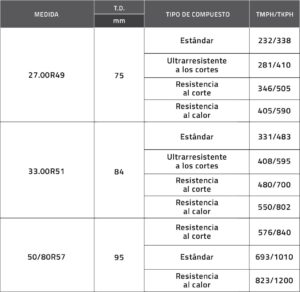 MEDIDA
T.D.
mm
TIPO DE COMPUESTO
TMPH/TKPH
27.00R49
75
Estándar
232/338
Ultrarresistente
a los cortes
281/410
Resistencia
al corte
346/505
Resistencia
al calor
405/590
33.00R51
84
Estándar
331/483
Ultrarresistente
a los cortes
408/595
Resistencia
al corte
480/700
Resistencia
al calor
550/802
50/80R57
95
Resistencia
al corte
576/840
Estándar
693/1010
Resistencia
al calor
823/1200